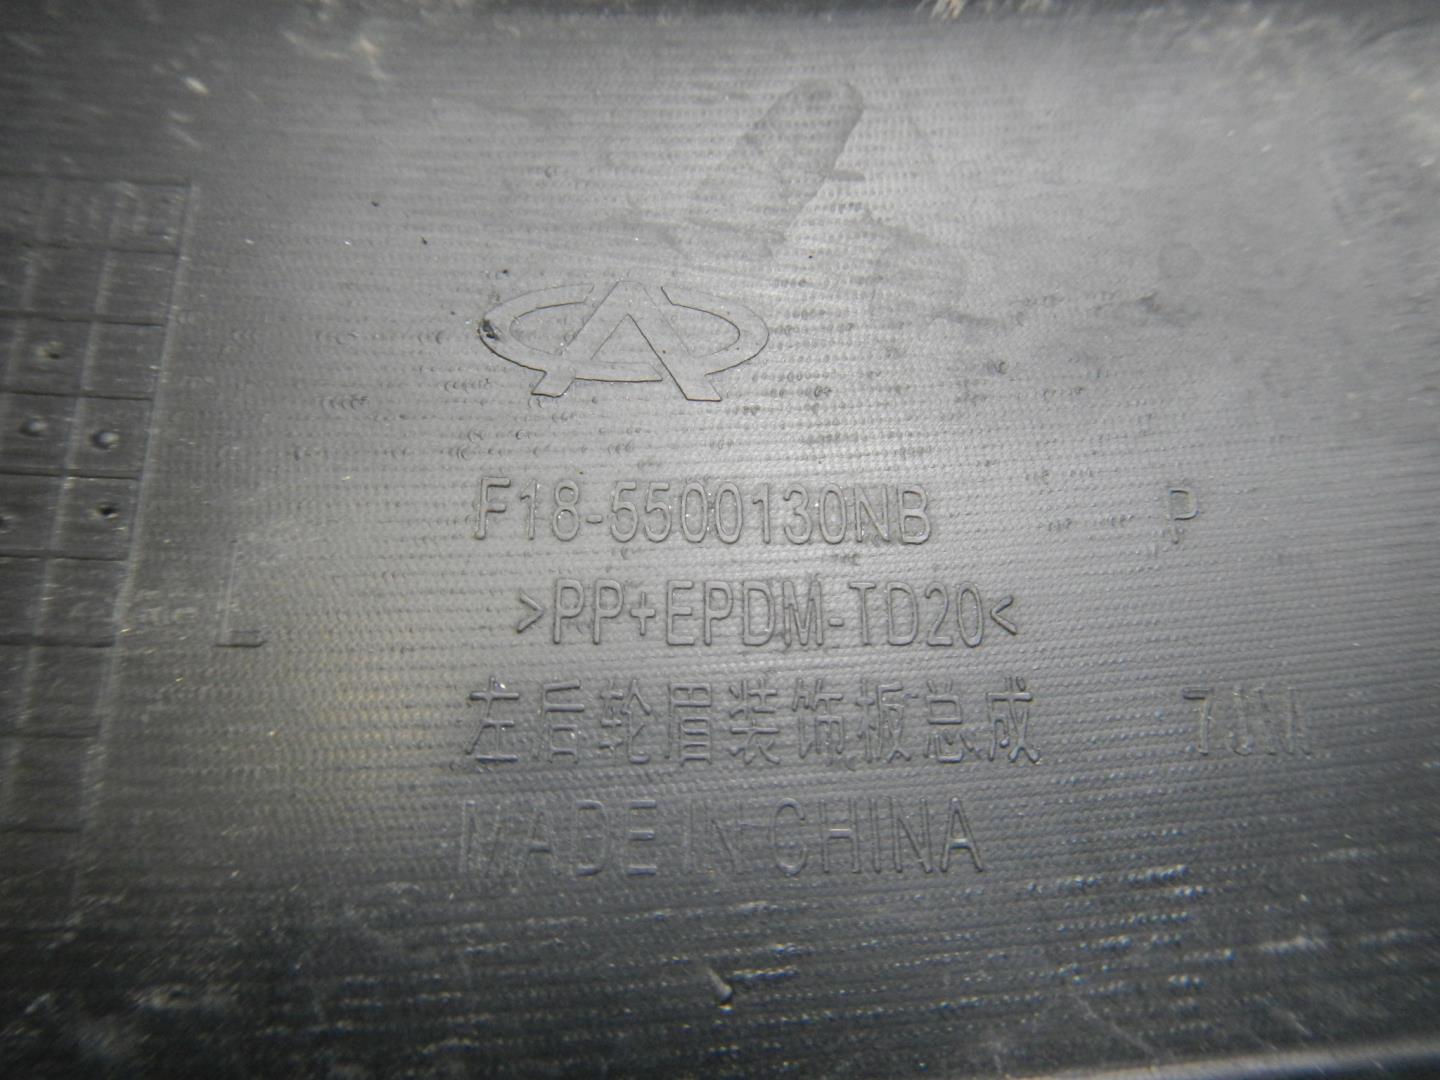 F18-5500130NB P
L >PP+EPDM-TD20<
左后轮眉装饰板总成
MADE IN CHINA